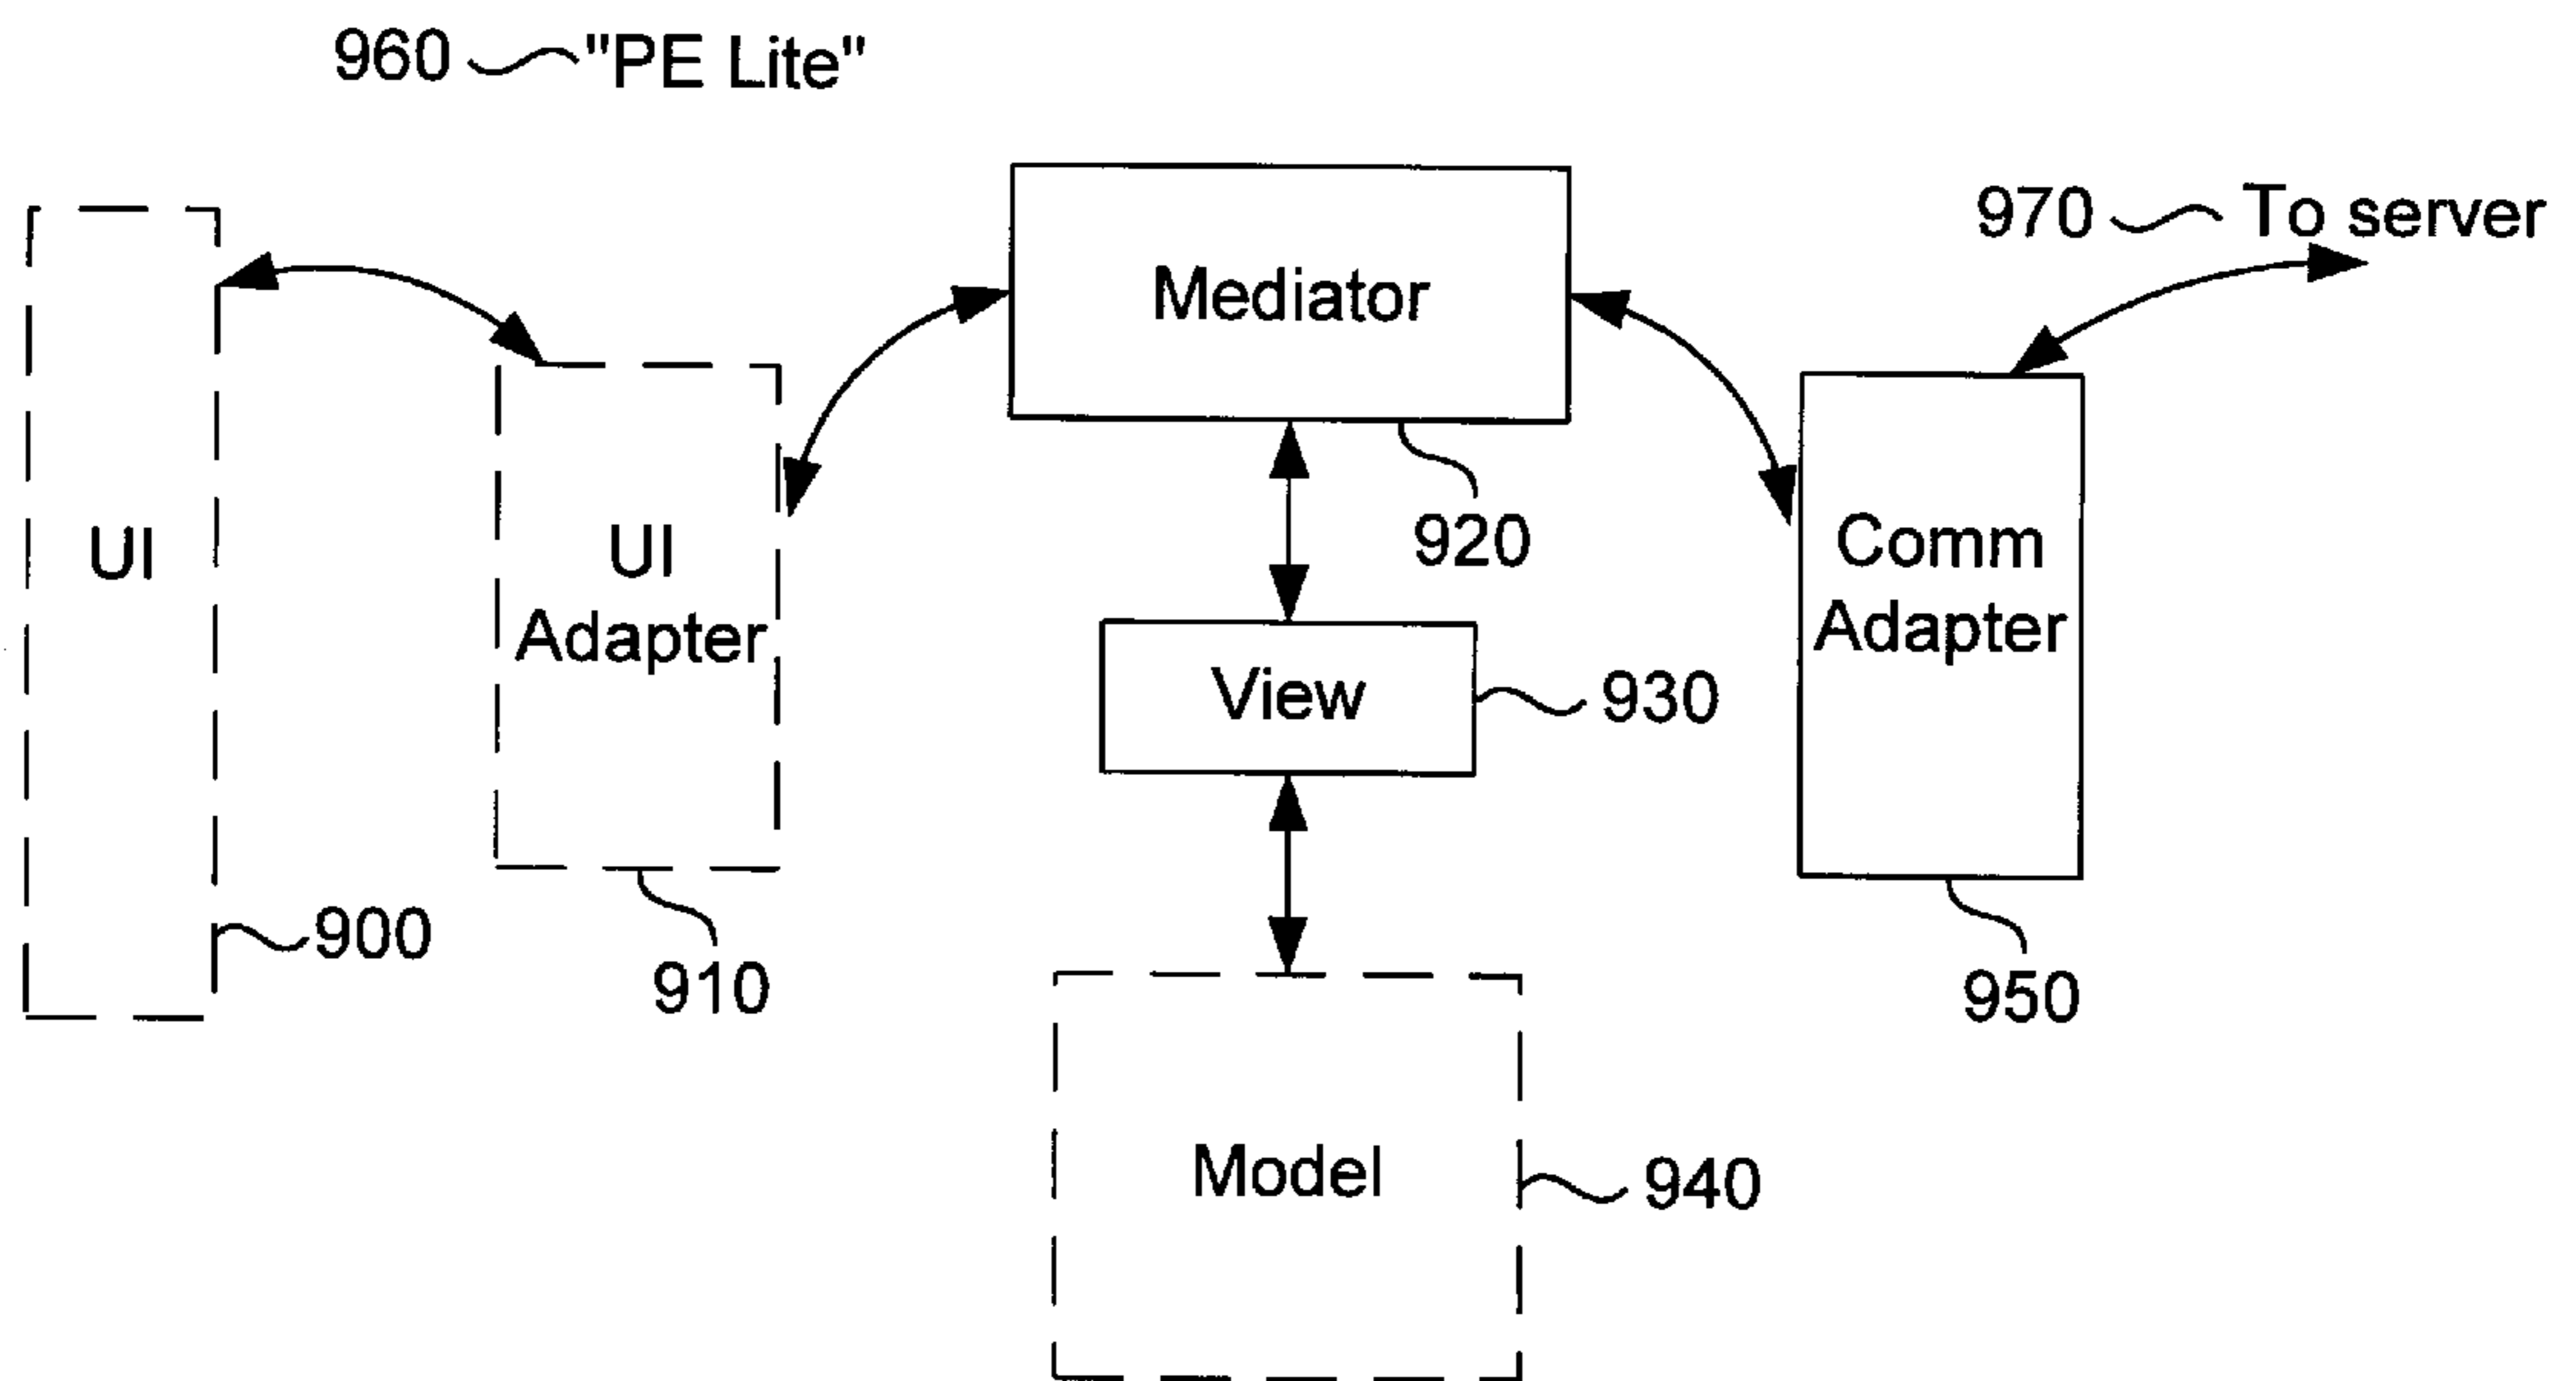 960 "PE Lite"
970 To server
Mediator
920
UI
UI
Adapter
Comm
Adapter
View
930
900
910
950
Model
940